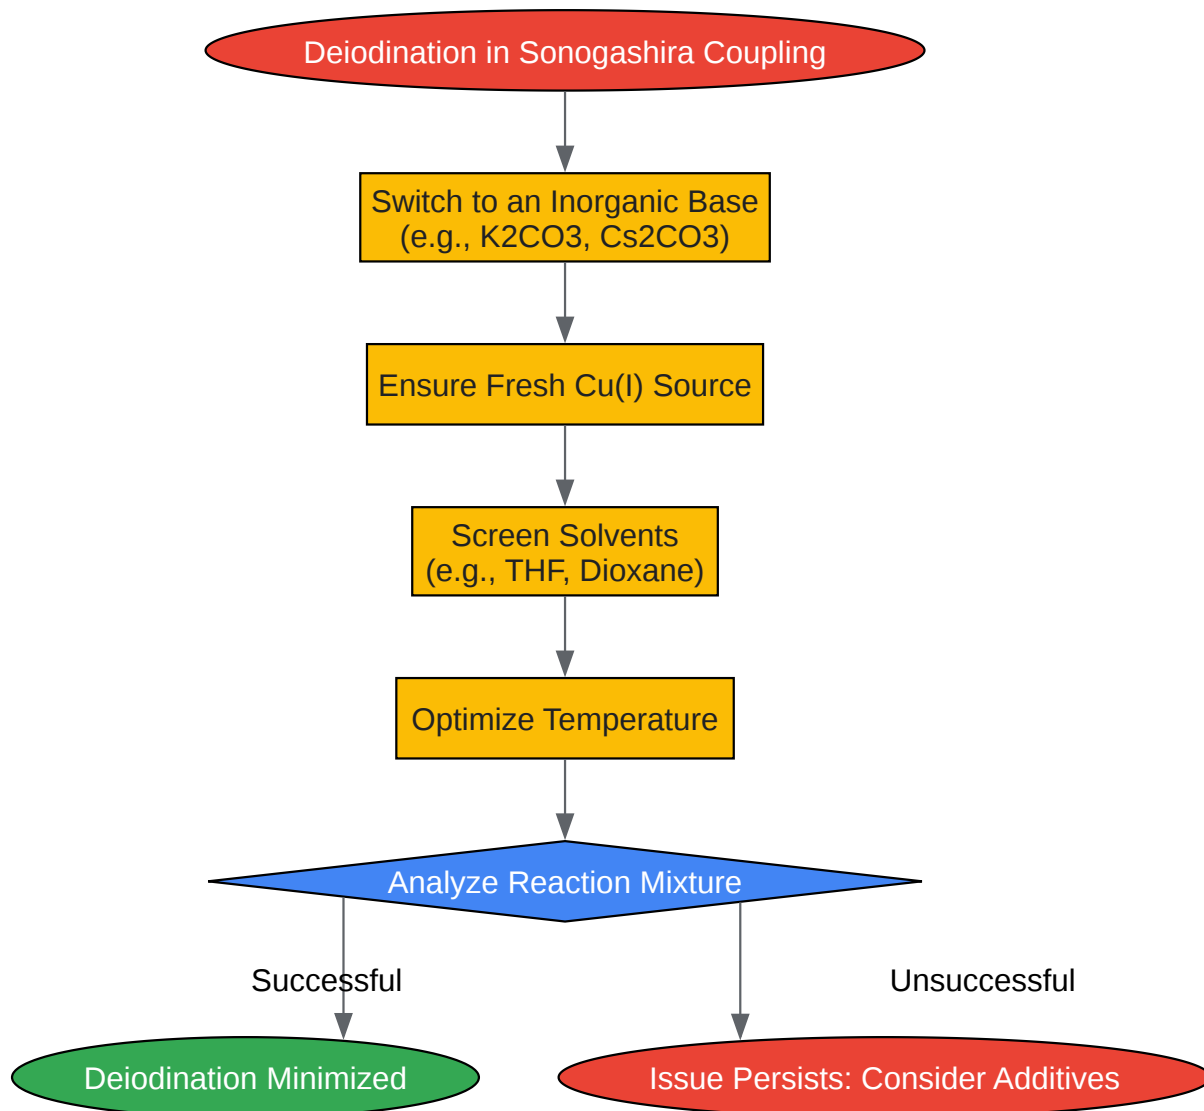 Deiodination in Sonogashira Coupling
Switch to an Inorganic Base
(e.g., K2CO3, Cs2CO3)
Ensure Fresh Cu(I) Source
Screen Solvents
(e.g., THF, Dioxane)
Optimize Temperature
Analyze Reaction Mixture
Successful
Unsuccessful
Deiodination Minimized
Issue Persists: Consider Additives